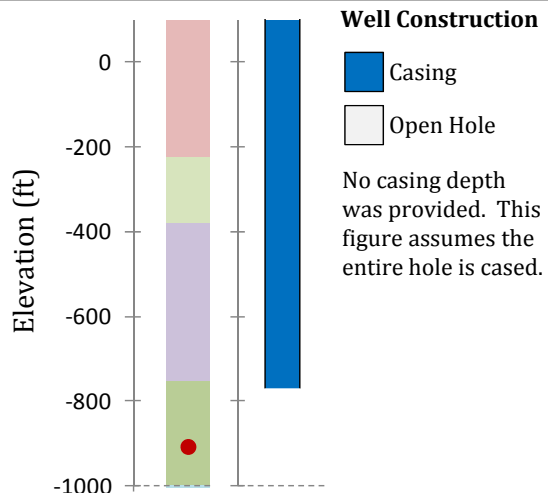 Well Construction
Casing
Open Hole
No casing depth
was provided. This
figure assumes the
entire hole is cased.
Elevation (ft)
0
-200
-400
-600
-800
-1000